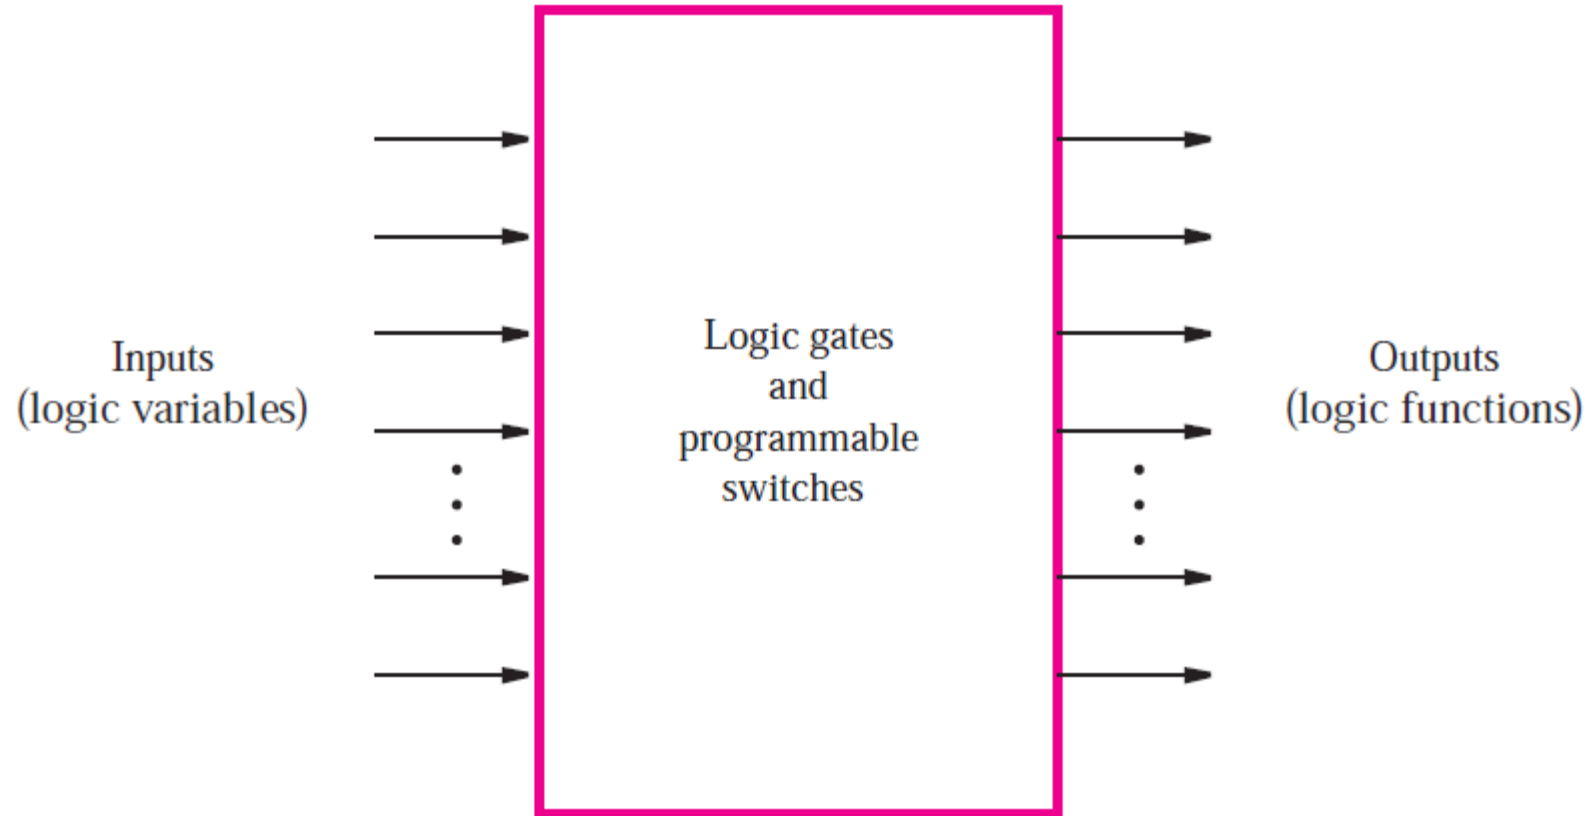 Inputs
(logic variables)
Logic gates
and
programmable
switches
Outputs
(logic functions)